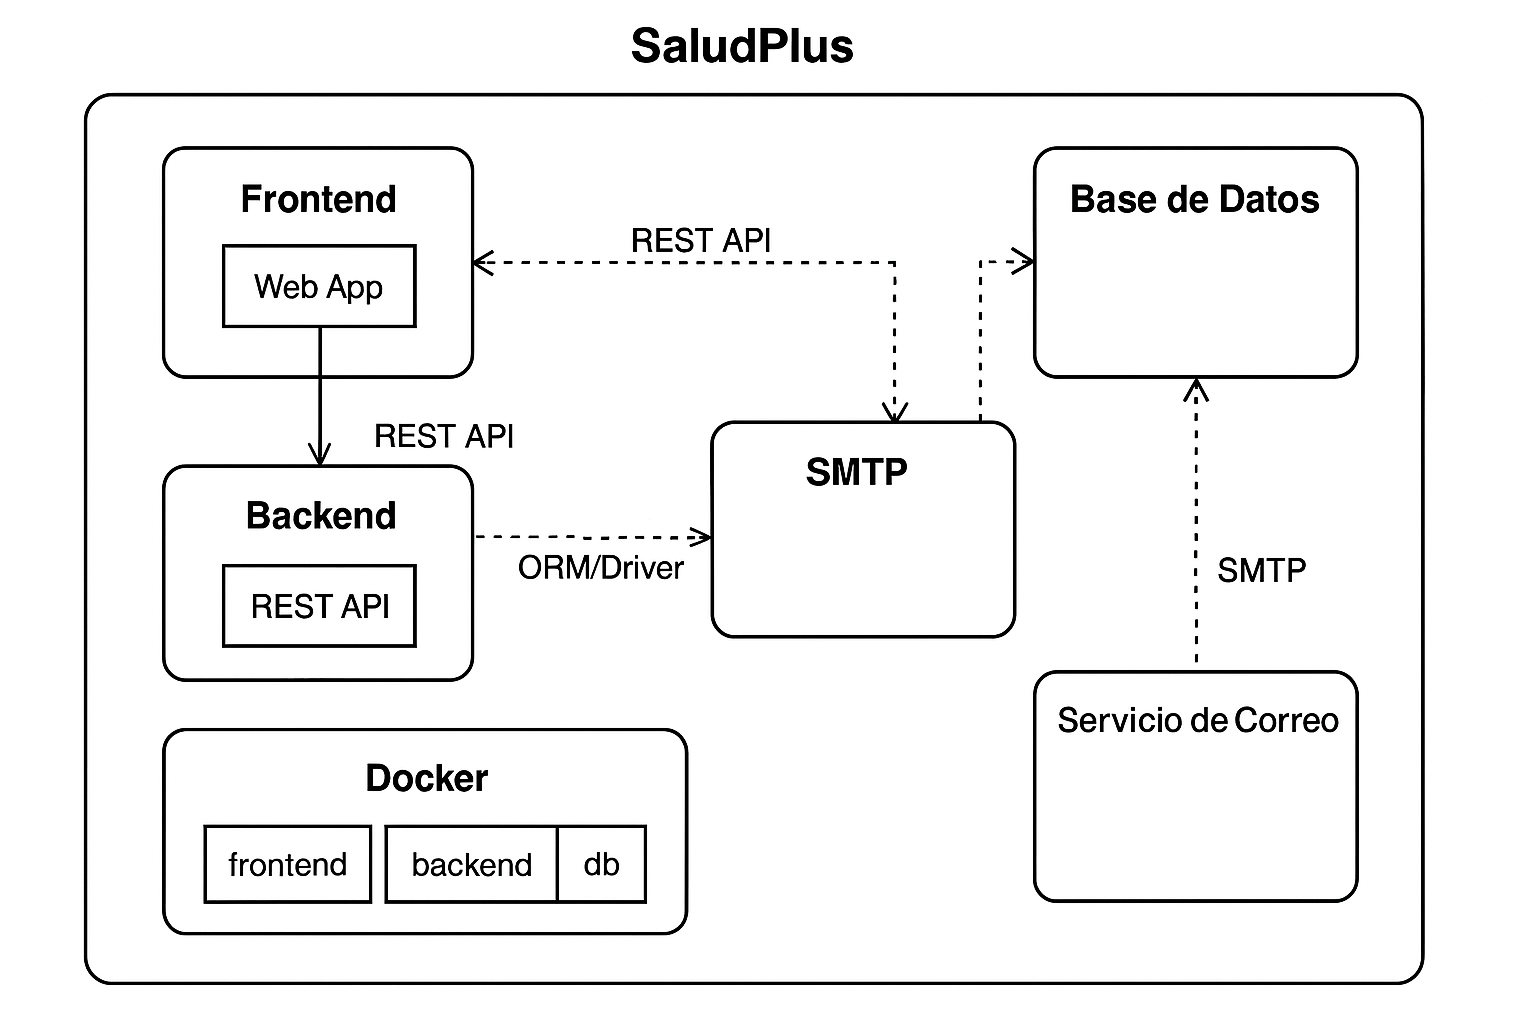 SaludPlus
Frontend
Web App
REST API
Base de Datos
REST API
Backend
REST API
ORM/Driver
SMTP
SMTP
Servicio de Correo
Docker
frontend
backend
db